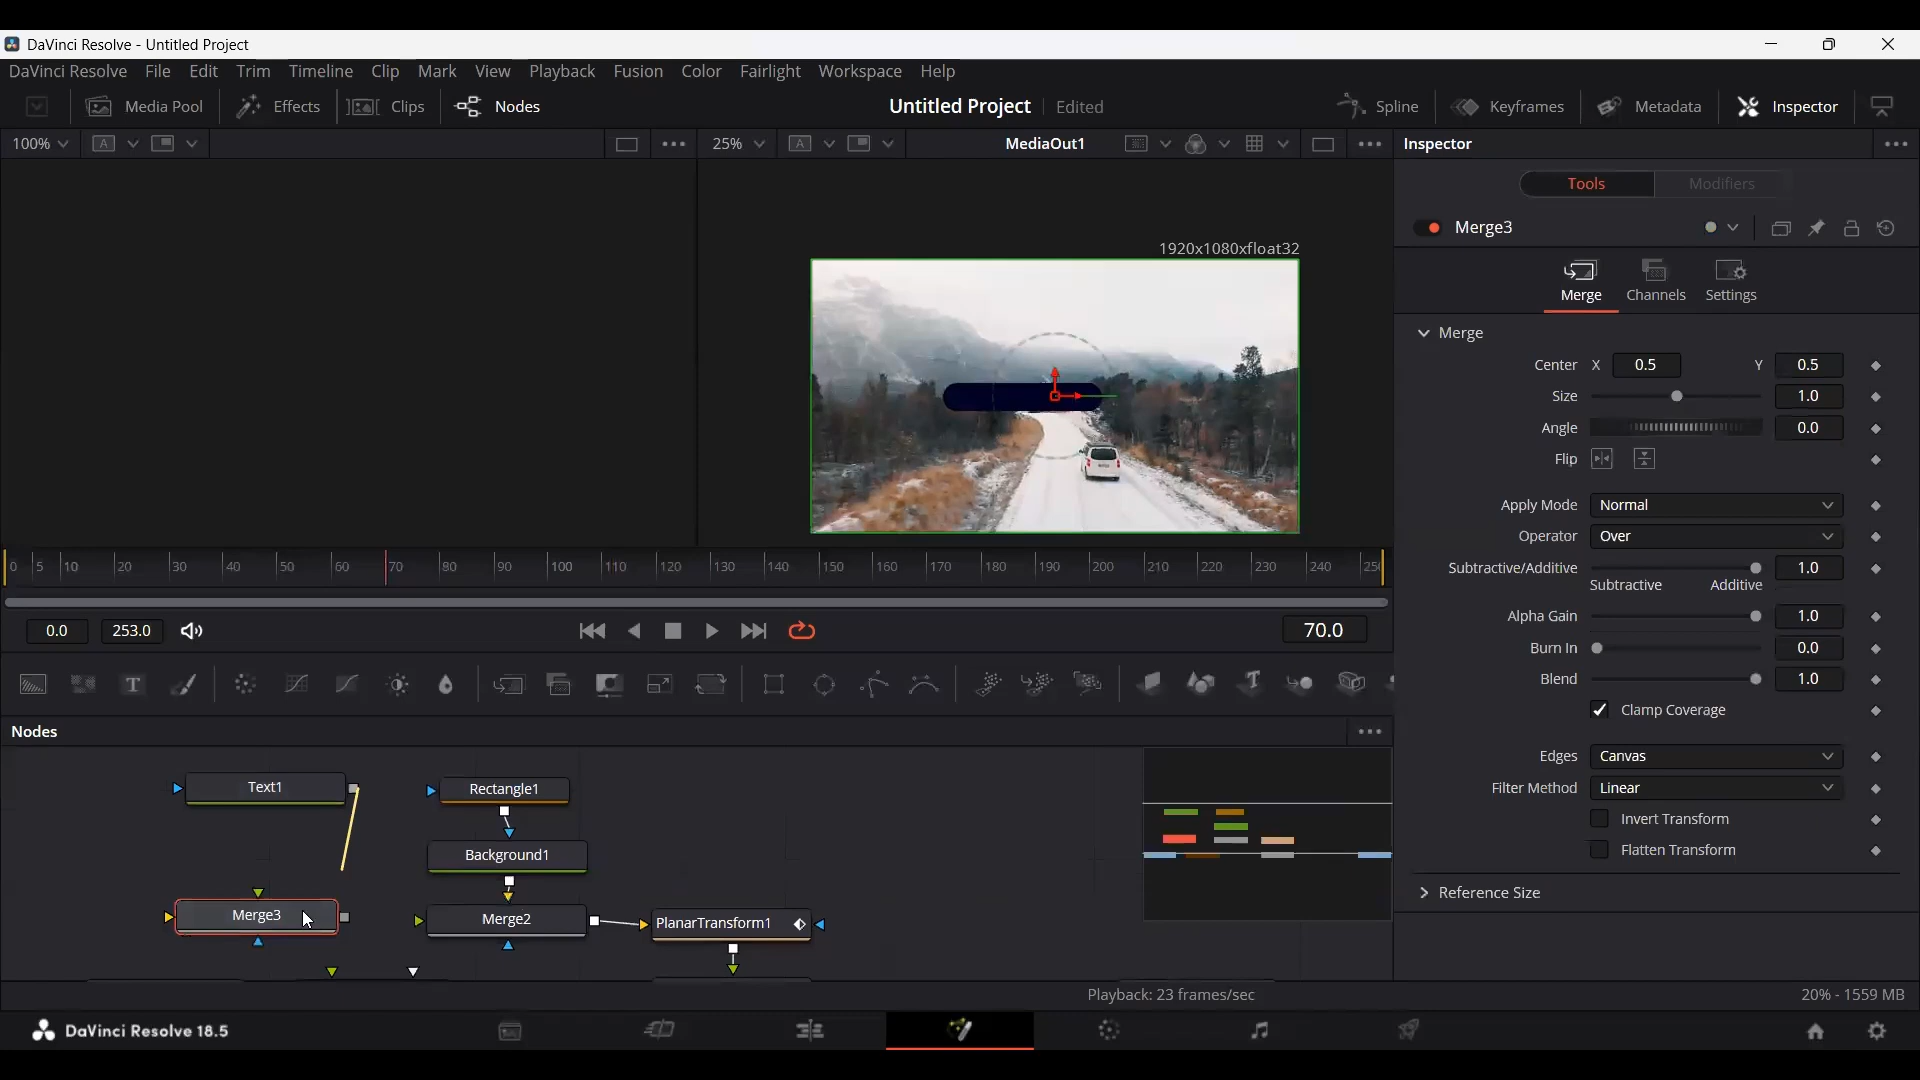 DaVinci Resolve - Untitled Project
DaVinci Resolve File Edit Trim Timeline Clip Mark View Playback Fusion Color Fairlight Workspace Help
Media Pool Effects Clips Nodes Untitled Project Edited Spline Keyframes Metadata Inspector
100% A 25% A MediaOut1 Inspector
Tools Modifiers
Merge3
1920x1080xfloat32
Merge Channels Settings
Merge
Center X 0.5 Y 0.5
Size 1.0
Angle 0.0
Flip
Apply Mode Normal
Operator Over
Subtractive/Additive 1.0
Subtractive Additive
0 5 10 20 30 40 50 60 70 80 90 100 110 120 130 140 150 160 170 180 190 200 210 220 230 240
Alpha Gain 1.0
0.0 253.0 70.0
Burn In 0.0
Blend 1.0
Clamp Coverage
Nodes
Edges Canvas
Filter Method Linear
Text1 Rectangle1
Invert Transform
Flatten Transform
Background1
Reference Size
Merge3 Merge2 PlanarTransform1
Playback: 23 frames/sec 20% - 1559 MB
DaVinci Resolve 18.5